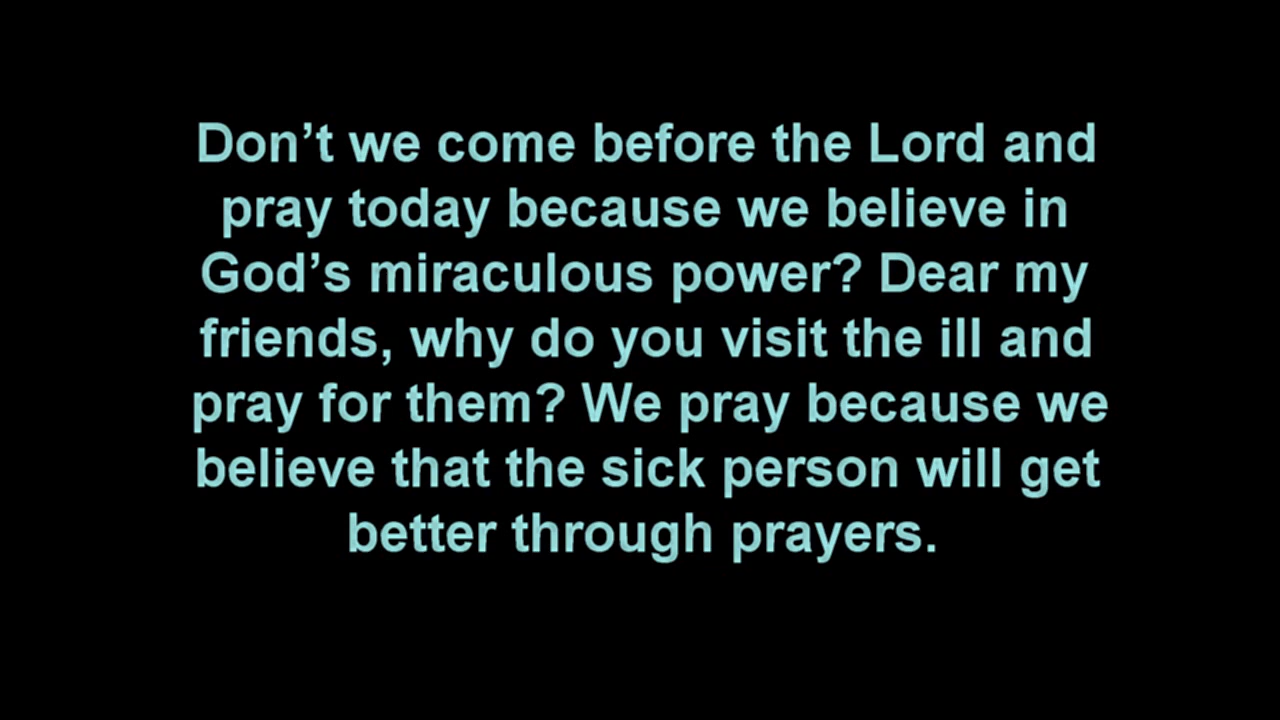 Don’t we come before the Lord and
pray today because we believe in
God’s miraculous power? Dear my
friends, why do you visit the ill and
pray for them? We pray because we
believe that the sick person will get
better through prayers.